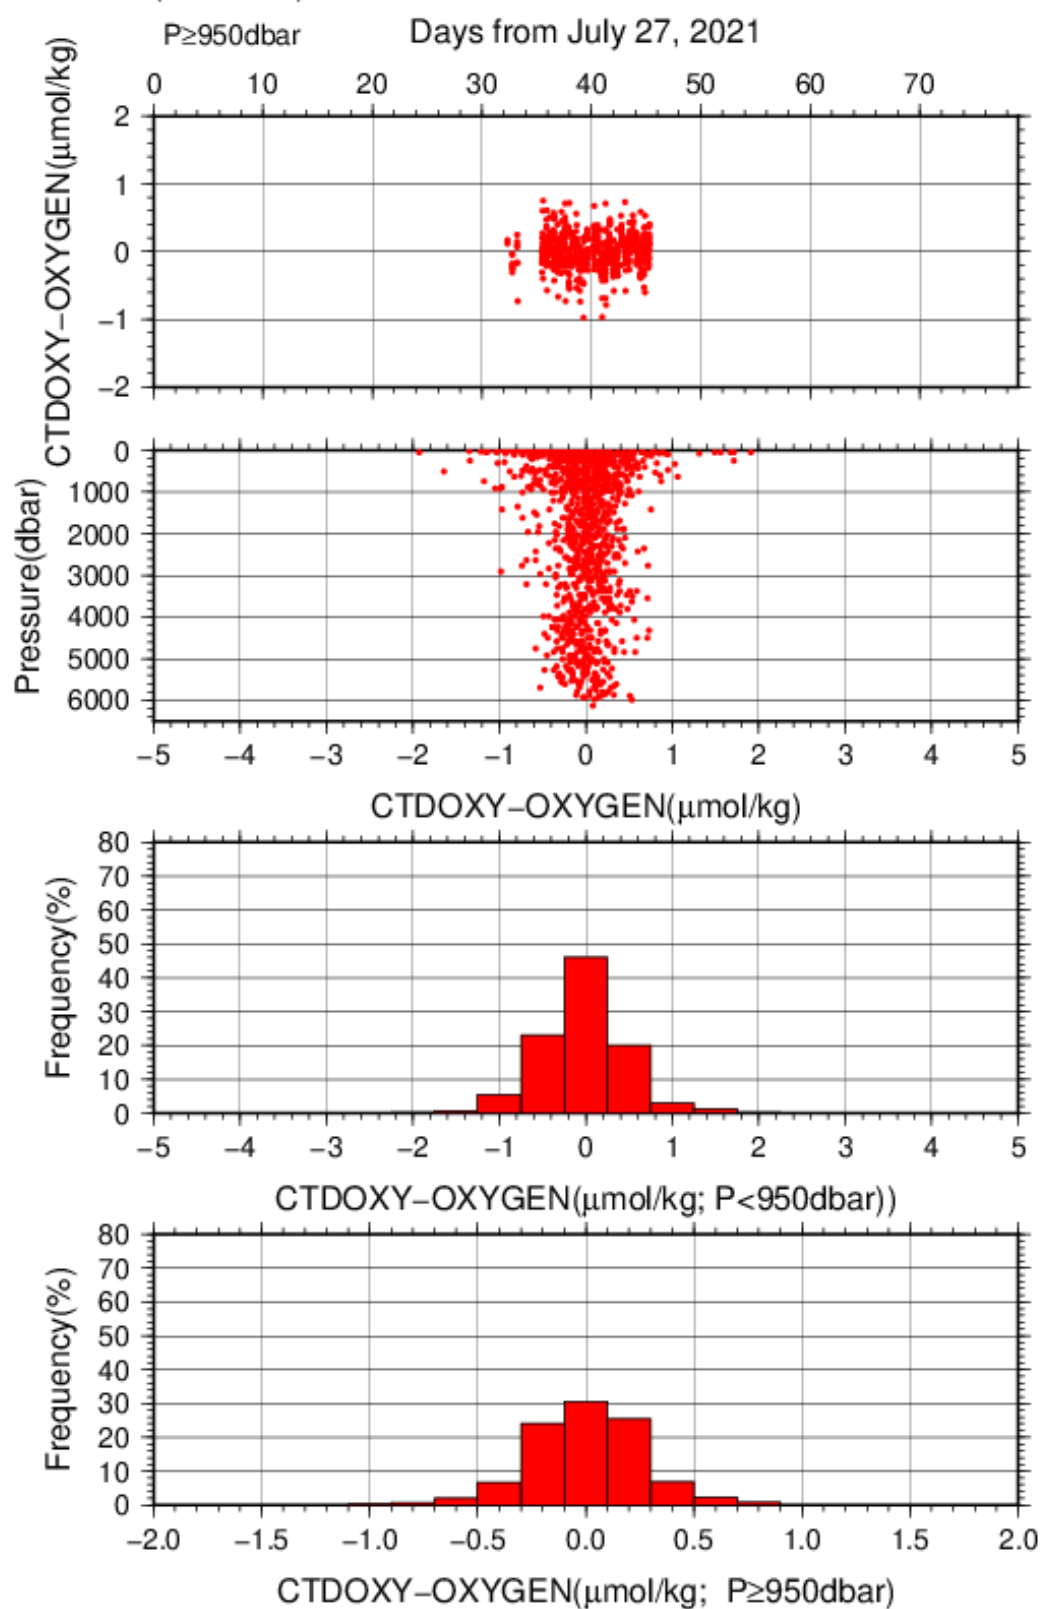 P≥950dbar
Days from July 27, 2021
0 10 20 30 40 50 60 70
CTDOXY−OXYGEN(μmol/kg)
2
1
0
−1
−2
Pressure(dbar)
0
1000
2000
3000
4000
5000
6000
−5 −4 −3 −2 −1 0 1 2 3 4 5
CTDOXY−OXYGEN(μmol/kg)
Frequency(%)
80
70
60
50
40
30
20
10
0
−5 −4 −3 −2 −1 0 1 2 3 4 5
CTDOXY−OXYGEN(μmol/kg; P<950dbar))
Frequency(%)
80
70
60
50
40
30
20
10
0
−2.0 −1.5 −1.0 −0.5 0.0 0.5 1.0 1.5 2.0
CTDOXY−OXYGEN(μmol/kg; P≥950dbar)